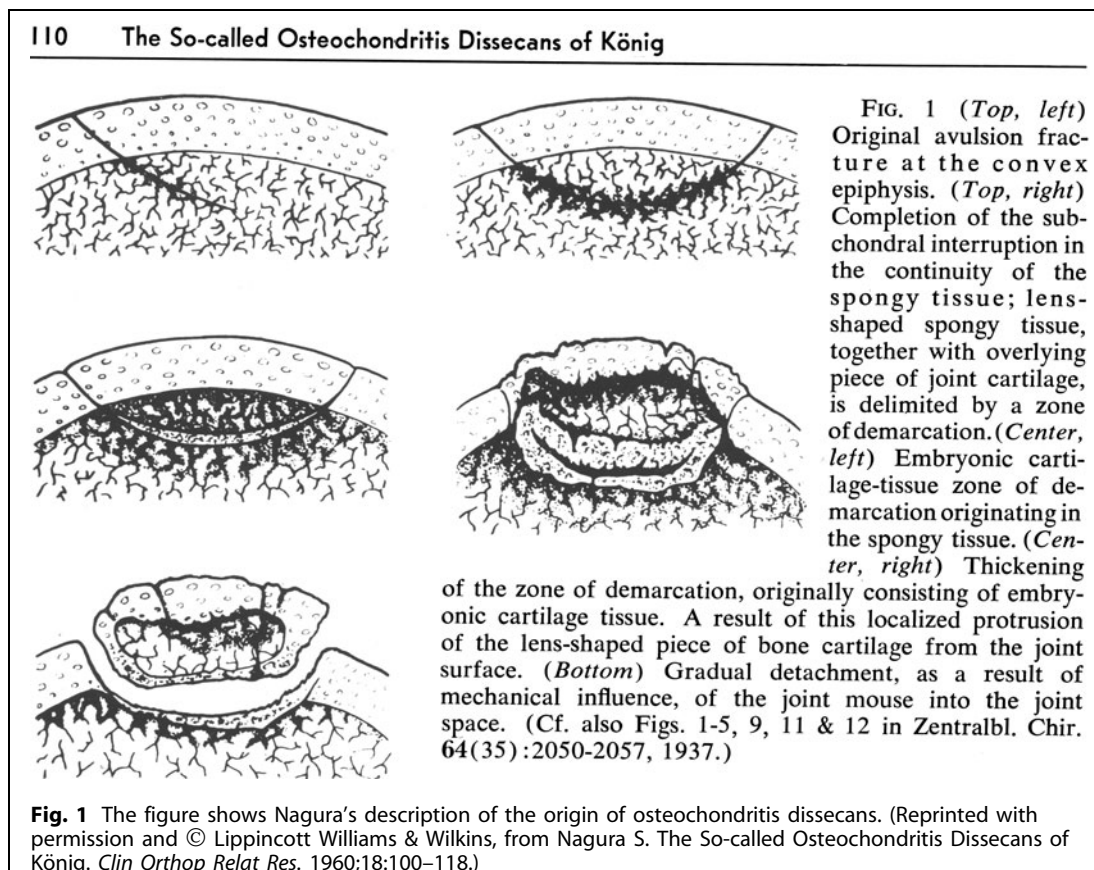 110 The So-called Osteochondritis Dissecans of König
FIG. 1 (Top, left)
Original avulsion frac-
ture at the convex
epiphysis. (Top, right)
Completion of the sub-
chondral interruption in
the continuity of the
spongy tissue; lens-
shaped spongy tissue,
together with overlying
piece of joint cartilage,
is delimited by a zone
of demarcation. (Center,
left) Embryonic carti-
lage-tissue zone of de-
marcation originating in
the spongy tissue. (Cen-
ter, right) Thickening
of the zone of demarcation, originally consisting of embry-
onic cartilage tissue. A result of this localized protrusion
of the lens-shaped piece of bone cartilage from the joint
surface. (Bottom) Gradual detachment, as a result of
mechanical influence, of the joint mouse into the joint
space. (Cf. also Figs. 1-5, 9, 11 & 12 in Zentralbl. Chir.
64(35):2050-2057, 1937.)
Fig. 1 The figure shows Nagura's description of the origin of osteochondritis dissecans. (Reprinted with
permission and © Lippincott Williams & Wilkins, from Nagura S. The So-called Osteochondritis Dissecans of
König. Clin Orthop Relat Res. 1960;18:100–118.)